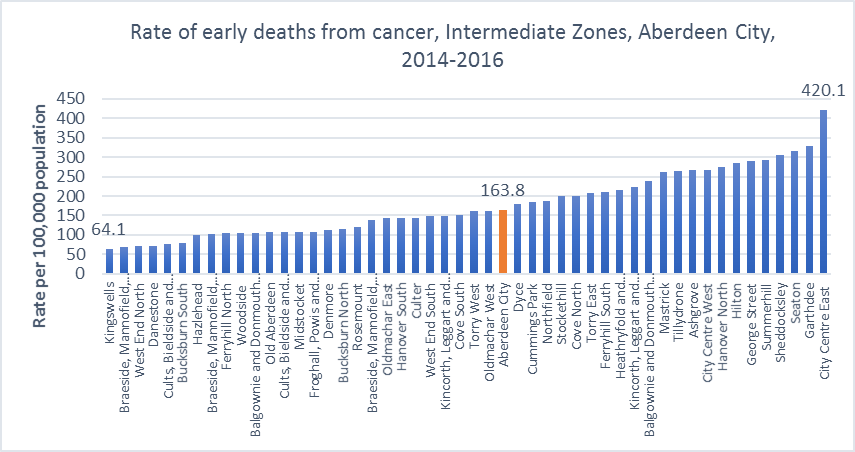 Rate of early deaths from cancer, Intermediate Zones, Aberdeen City,
2014-2016
Rate per 100,000 population
450
400
350
300
250
200
150
100
50
0
64.1
163.8
420.1
Kingswells
Braeside, Mannofield,...
West End North
Danestone
Cults, Bieldside and...
Bucksburn South
Hazlehead
Braeside, Mannofield,...
Ferryhill North
Woodside
Balgownie and Donmouth...
Old Aberdeen
Cults, Bieldside and...
Midstocket
Froghall, Powis and...
Denmore
Bucksburn North
Rosemount
Braeside, Mannofield,...
Oldmachar East
Hanover South
Culter
West End South
Kincorth, Leggart and...
Cove South
Torry West
Oldmachar West
Aberdeen City
Dyce
Cummings Park
Northfield
Stockethill
Cove North
Torry East
Ferryhill South
Heathryfold and...
Kincorth, Leggart and...
Balgownie and Donmouth...
Mastrick
Tillydrone
Ashgrove
City Centre West
Hanover North
Hilton
George Street
Summerhill
Sheddocksley
Seaton
Garthdee
City Centre East